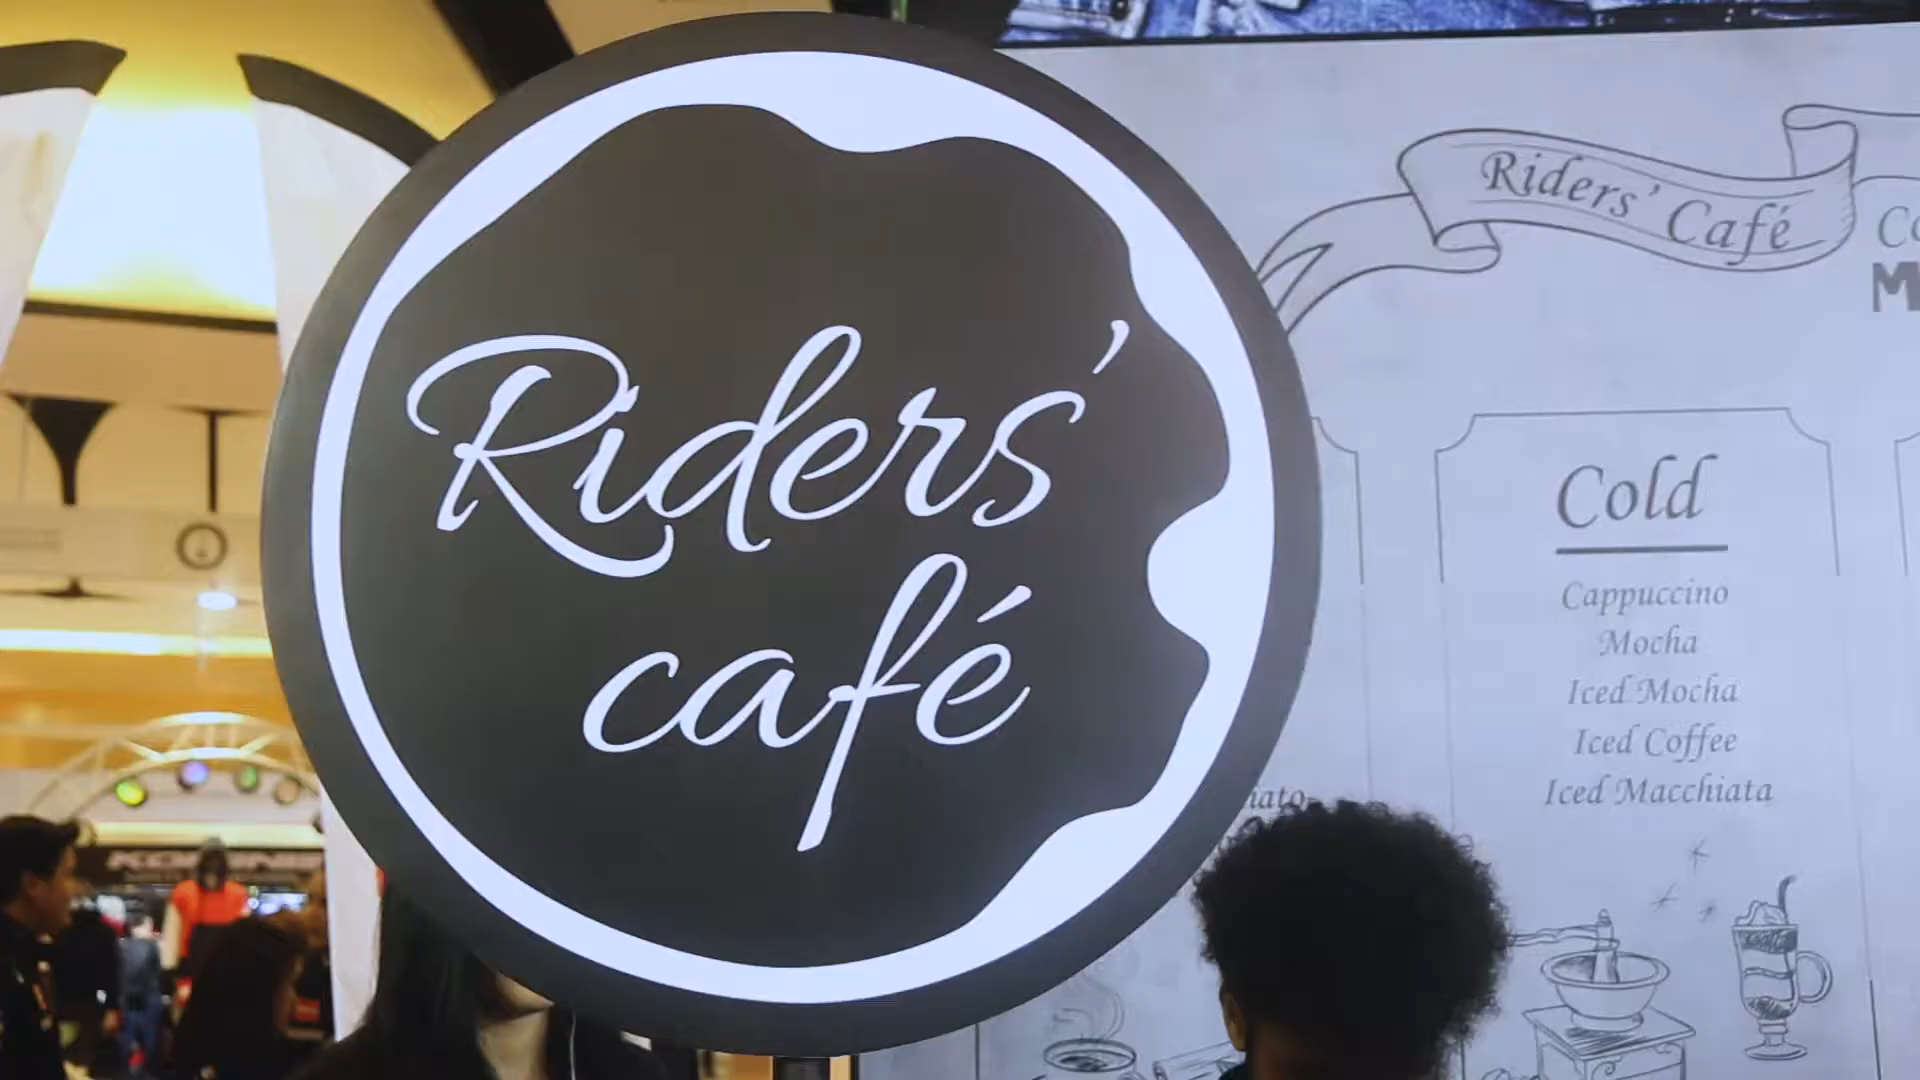 Riders'
café
Riders' Café
Cold
Cappuccino
Mocha
Iced Mocha
Iced Coffee
Iced Macchiata